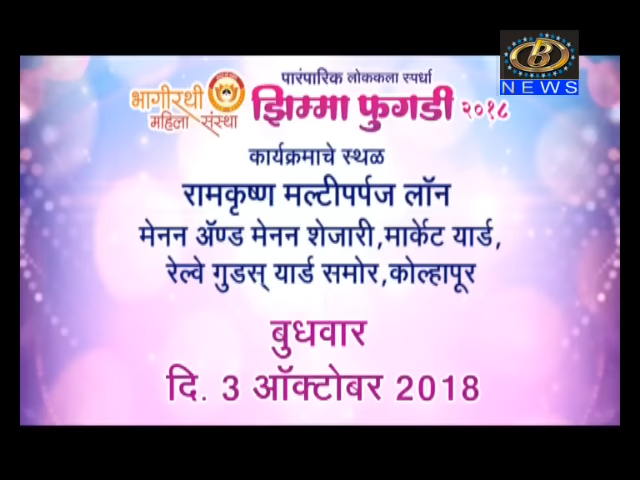 B
NEWS
पारंपारिक लोककला स्पर्धा
भागीरथी
महिला संस्था
झिम्मा फुगडी २०१८
कार्यक्रमाचे स्थळ
रामकृष्ण मल्टीपर्पज लॉन
मेनन ॲण्ड मेनन शेजारी,मार्केट यार्ड,
रेल्वे गुडस् यार्ड समोर,कोल्हापूर
बुधवार
दि. 3 ऑक्टोबर 2018